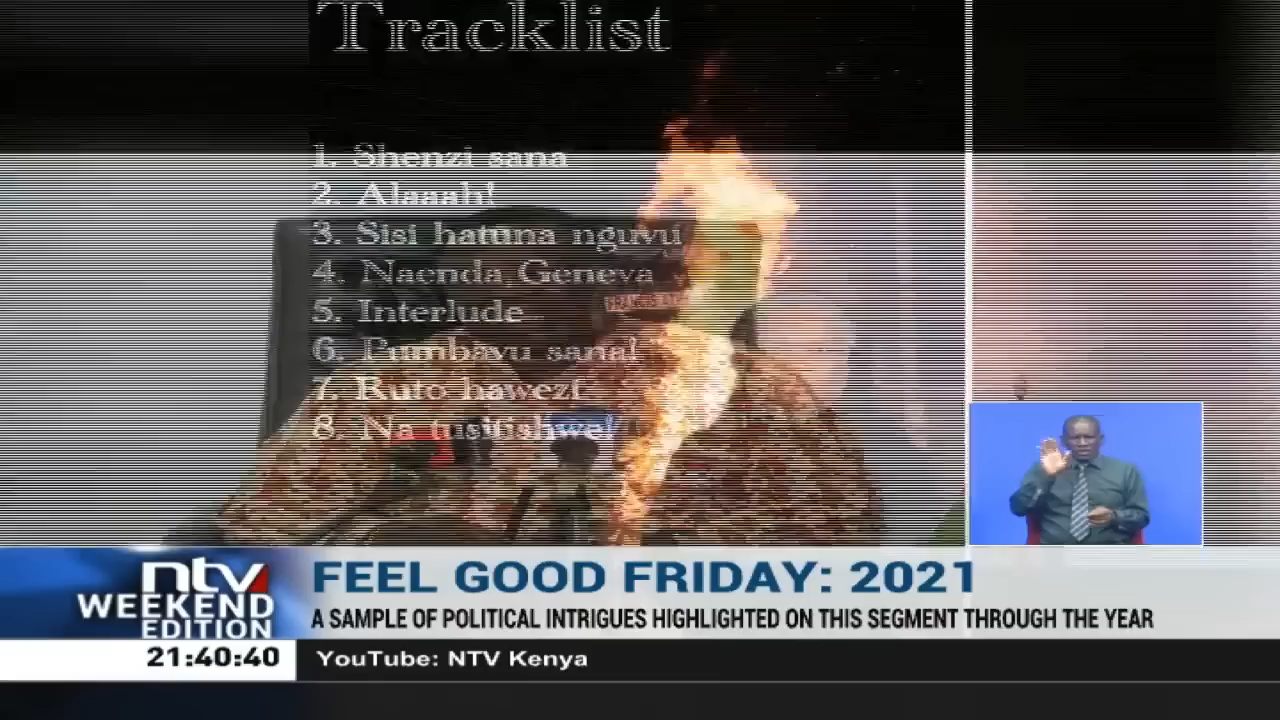 Tracklist
1. Shenzi sana
2. Alaaah!
3. Sisi hatuna nguvu
4. Naenda Geneva
5. Interlude
6. Pumbavu sana!
7. Ruto hawezi
8. Na tusitishwe!
FRANCIS
ntv
WEEKEND
EDITION
FEEL GOOD FRIDAY: 2021
A SAMPLE OF POLITICAL INTRIGUES HIGHLIGHTED ON THIS SEGMENT THROUGH THE YEAR
21:40:40
YouTube: NTV Kenya